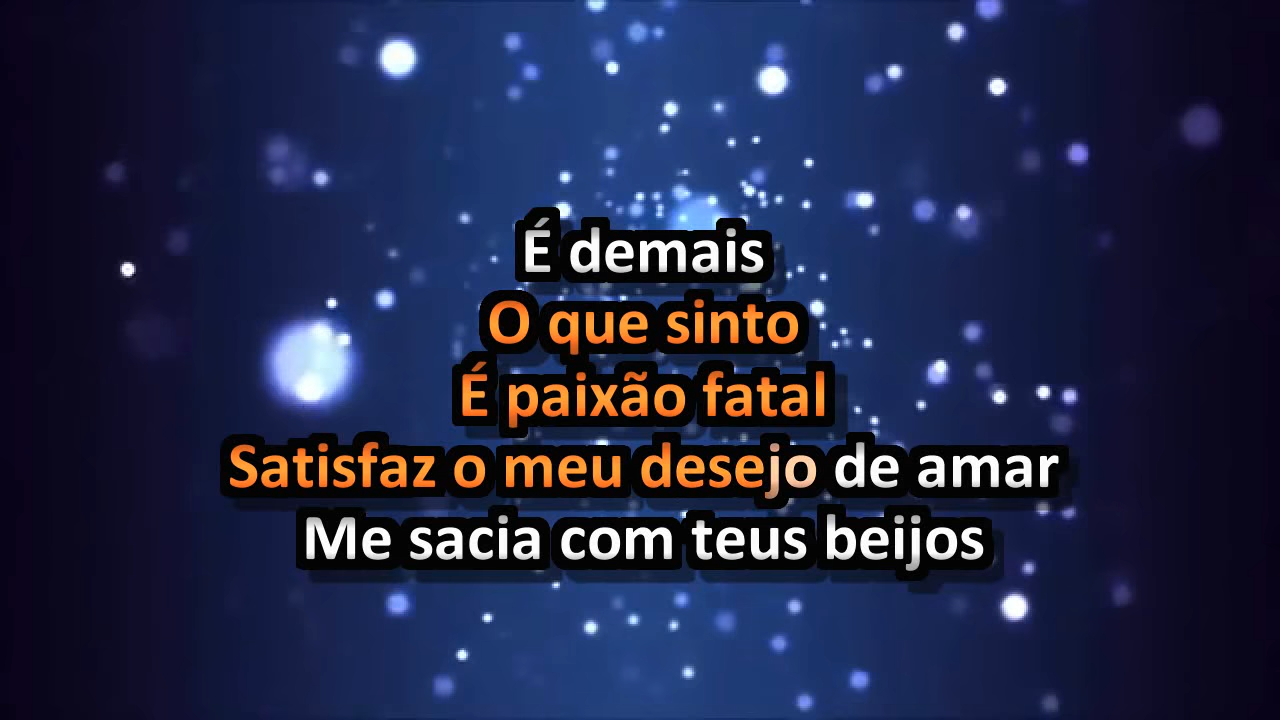 É demais
O que sinto
É paixão fatal
Satisfaz o meu desejo de amar
Me sacia com teus beijos